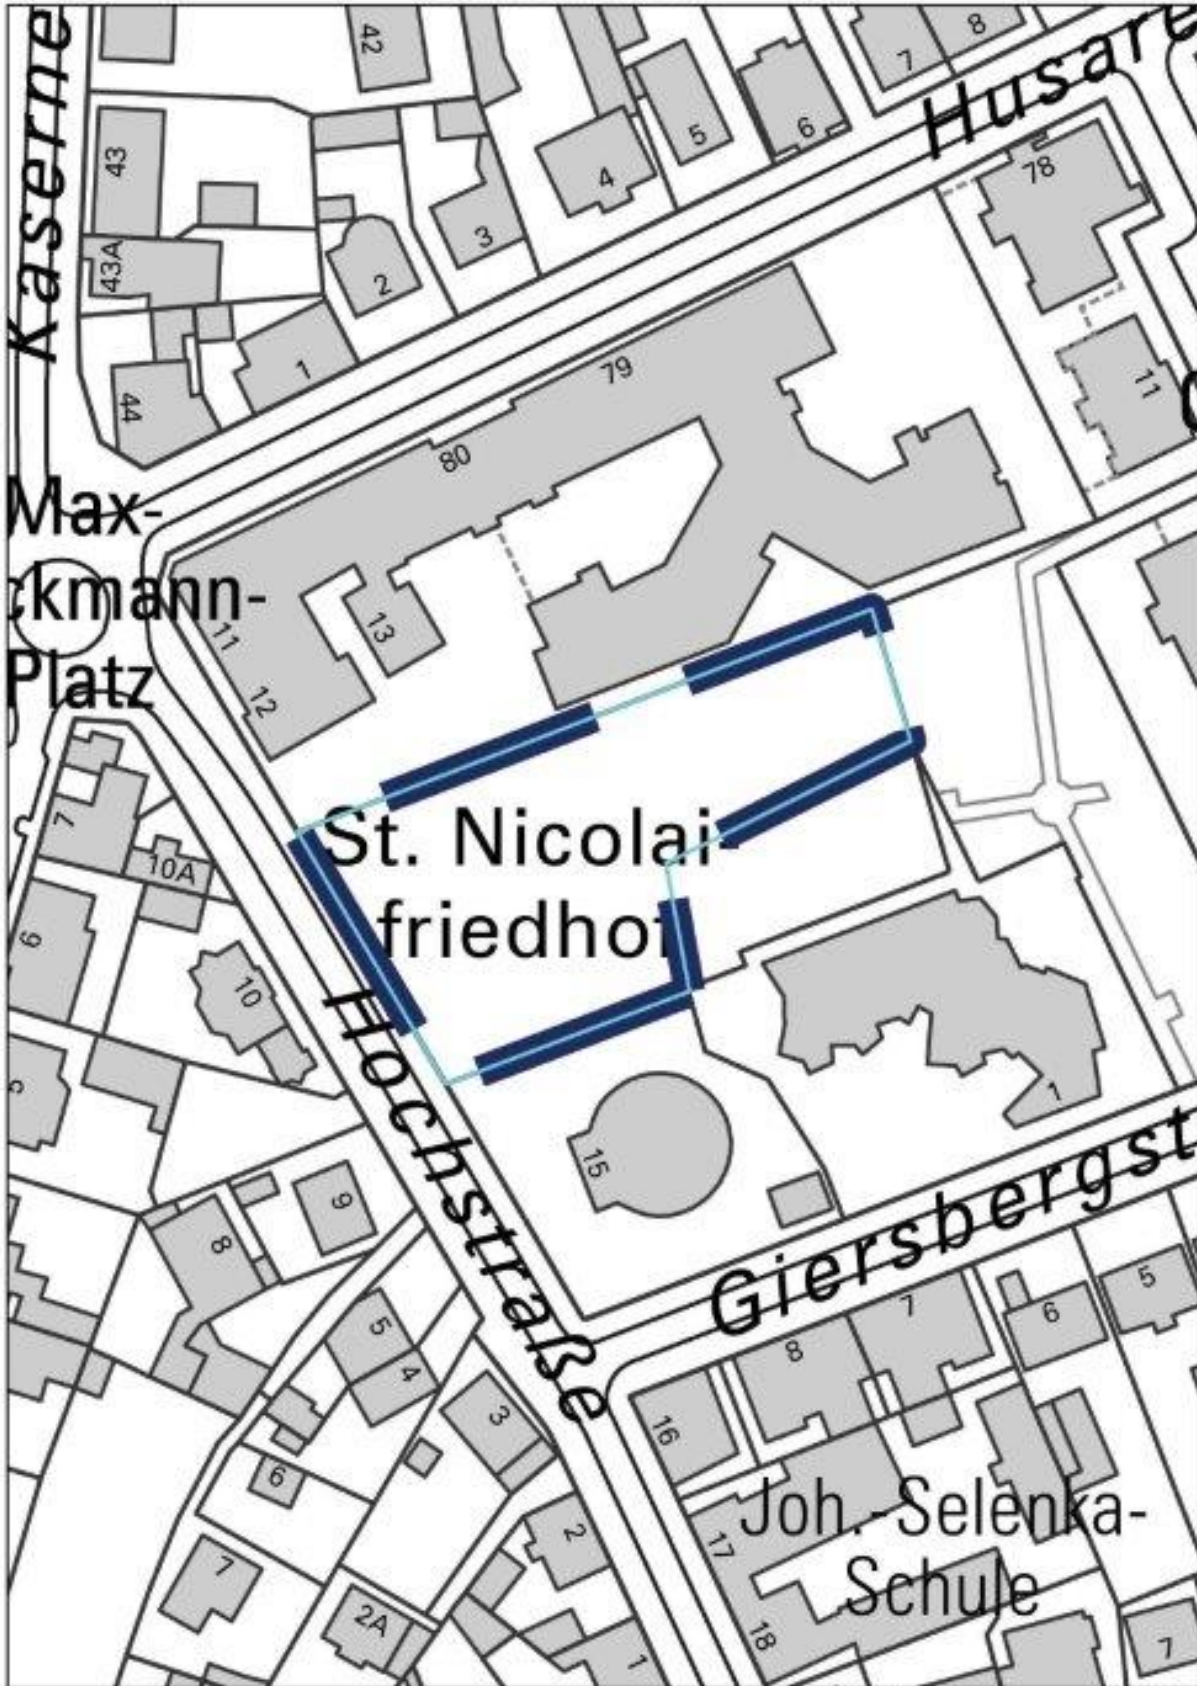 Kaserne
42
8
7
Husare
5
6
43
4
78
3
43A
2
1
79
11
44
80
Max-
ckmann-
Platz
11
13
12
St. Nicolai-
friedhof
7
10A
9
10
Hochstraße
1
15
Giersbergst
9
8
5
7
6
5
4
8
3
16
6
Joh.-Selenka-
Schule
2
17
7
2A
18
1
7